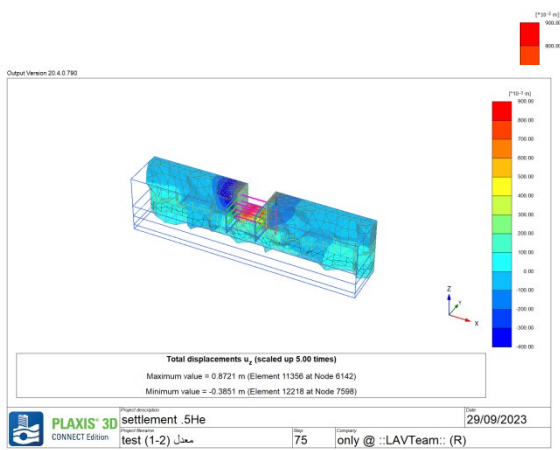 [*10⁻³ m]
900.00
800.00
Output Version 20.4.0.790
[*10⁻³ m]
900.00
800.00
700.00
600.00
500.00
400.00
300.00
200.00
100.00
0.00
-100.00
-200.00
-300.00
-400.00
Z
Y
X
Total displacements u_z (scaled up 5.00 times)
Maximum value = 0.8721 m (Element 11356 at Node 6142)
Minimum value = -0.3851 m (Element 12218 at Node 7598)
PLAXIS® 3D
CONNECT Edition
Project description
settlement .5He
Date
29/09/2023
Project filename
test (1-2) معدل
Step
75
Company
only @ ::LAVTeam:: (R)